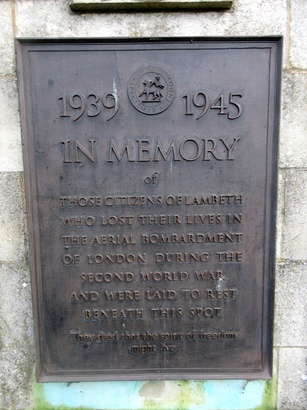 1939 1945
IN MEMORY
of
THOSE CITIZENS OF LAMBETH
WHO LOST THEIR LIVES IN
THE AERIAL BOMBARDMENT
OF LONDON DURING THE
SECOND WORLD WAR
AND WERE LAID TO REST
BENEATH THIS SPOT
They died that the spirit of freedom
might live